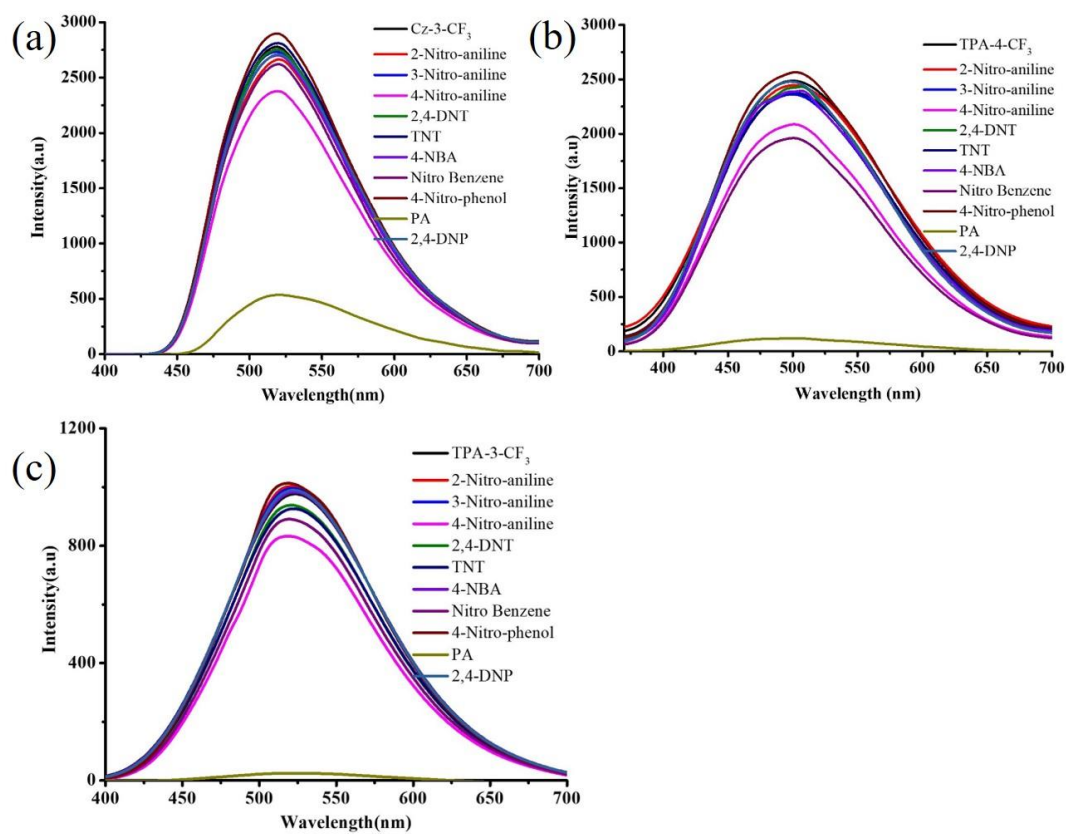 (a)
3000
2500
2000
1500
1000
500
0
Intensity(a.u)
400 450 500 550 600 650 700
Wavelength(nm)
Cz-3-CF₃
2-Nitro-aniline
3-Nitro-aniline
4-Nitro-aniline
2,4-DNT
TNT
4-NBA
Nitro Benzene
4-Nitro-phenol
PA
2,4-DNP
(b)
3000
2500
2000
1500
1000
500
0
Intensity (a.u)
400 450 500 550 600 650 700
Wavelength (nm)
TPA-4-CF₃
2-Nitro-aniline
3-Nitro-aniline
4-Nitro-aniline
2,4-DNT
TNT
4-NBA
Nitro Benzene
4-Nitro-phenol
PA
2,4-DNP
(c)
1200
800
400
0
Intensity(a.u)
400 450 500 550 600 650 700
Wavelength(nm)
TPA-3-CF₃
2-Nitro-aniline
3-Nitro-aniline
4-Nitro-aniline
2,4-DNT
TNT
4-NBA
Nitro Benzene
4-Nitro-phenol
PA
2,4-DNP